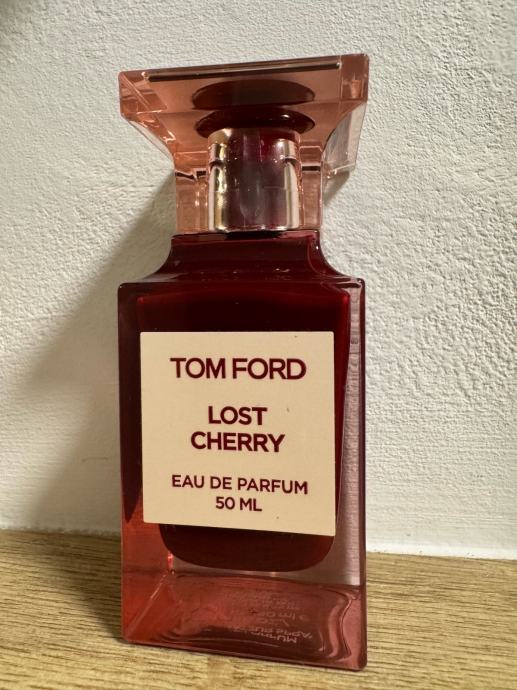 TOM FORD
LOST
CHERRY
EAU DE PARFUM
50 ML